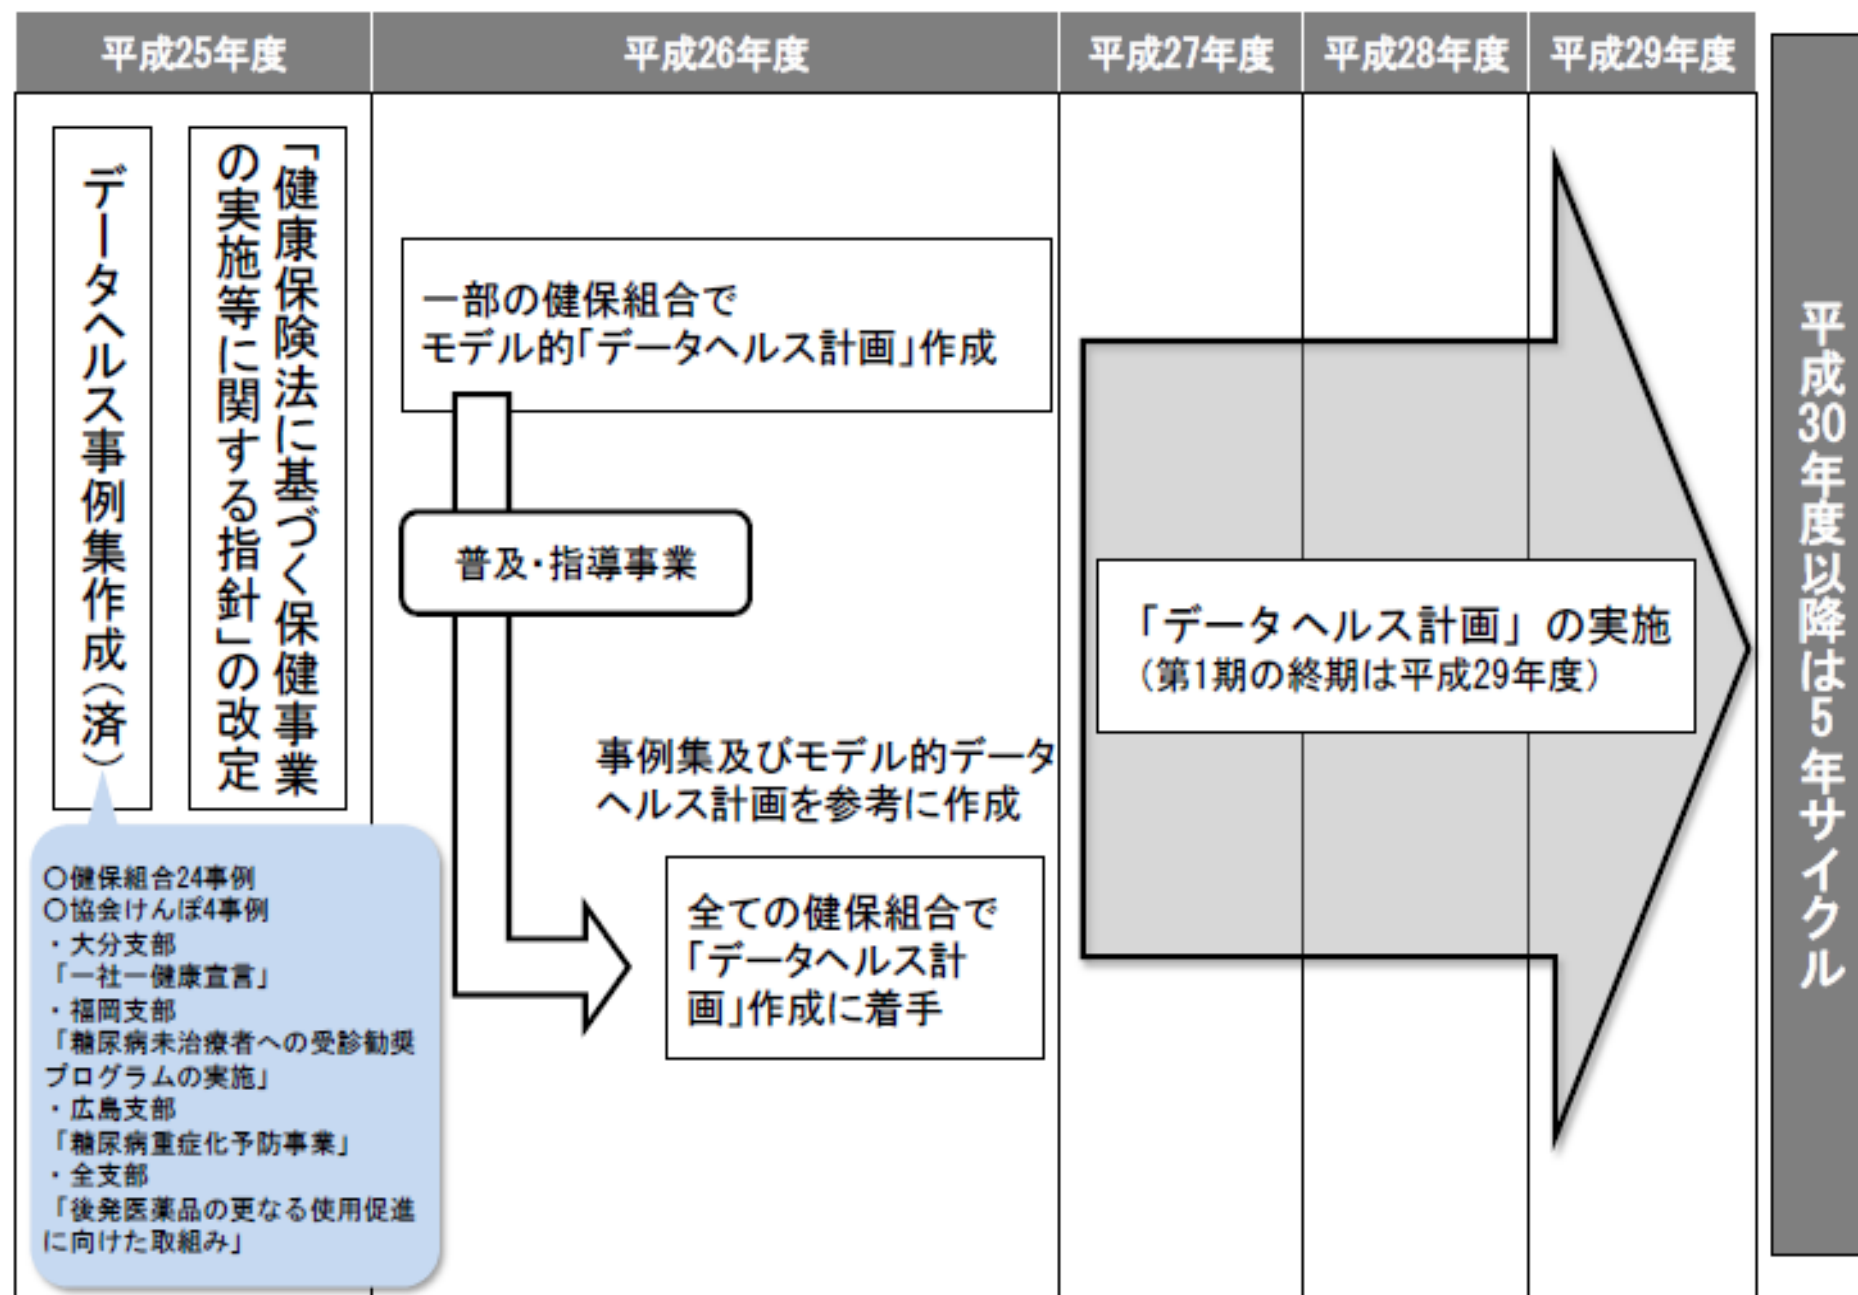 平成25年度
平成26年度
平成27年度
平成28年度
平成29年度
データヘルス事例集作成(済)
「健康保険法に基づく保健事業
の実施等に関する指針」の改定
○健保組合24事例
○協会けんぽ4事例
・大分支部
「一社一健康宣言」
・福岡支部
「糖尿病未治療者への受診勧奨
プログラムの実施」
・広島支部
「糖尿病重症化予防事業」
・全支部
「後発医薬品の更なる使用促進
に向けた取組み」
一部の健保組合で
モデル的「データヘルス計画」作成
普及・指導事業
事例集及びモデル的データ
ヘルス計画を参考に作成
全ての健保組合で
「データヘルス計
画」作成に着手
「データヘルス計画」の実施
(第1期の終期は平成29年度)
平成30年度以降は5年サイクル